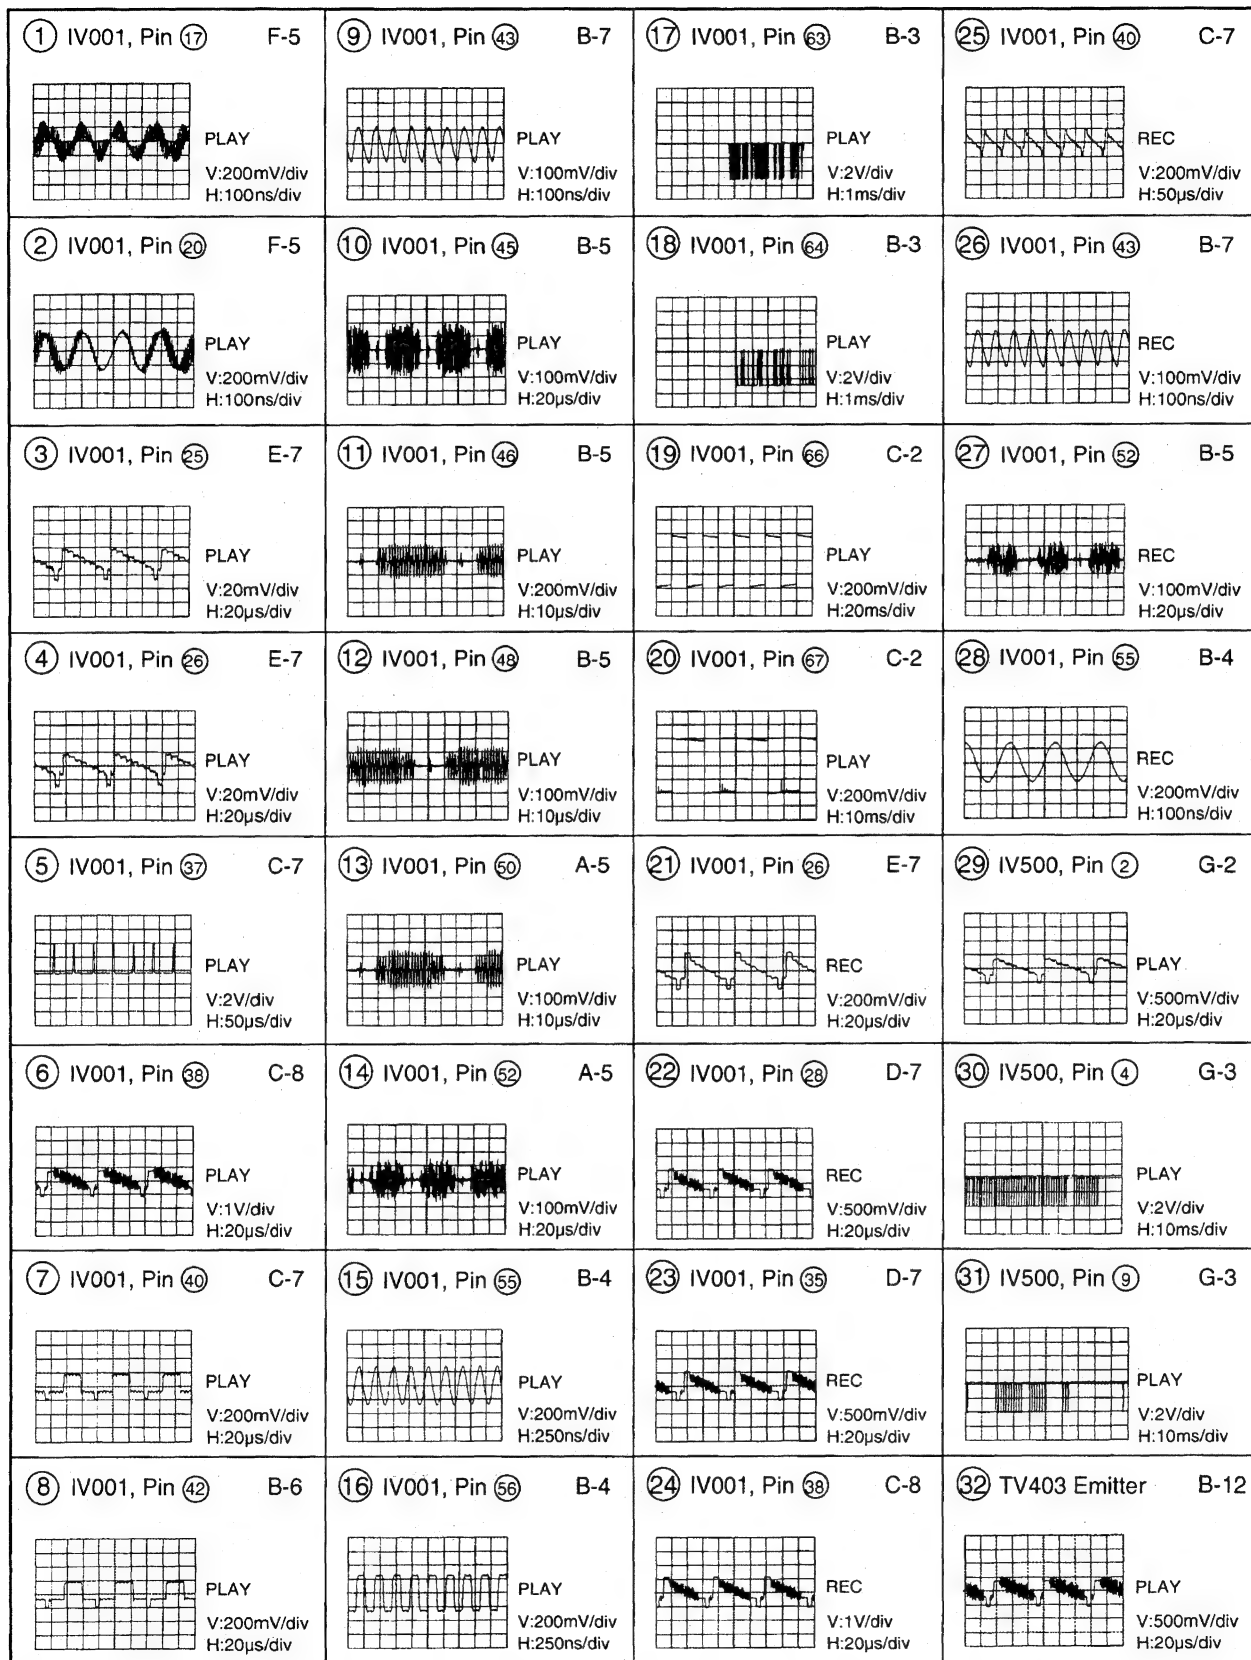 ① IV001, Pin ⑰ F-5
PLAY
V:200mV/div
H:100ns/div
② IV001, Pin ⑳ F-5
PLAY
V:200mV/div
H:100ns/div
③ IV001, Pin ㉕ E-7
PLAY
V:20mV/div
H:20µs/div
④ IV001, Pin ㉖ E-7
PLAY
V:20mV/div
H:20µs/div
⑤ IV001, Pin ㊲ C-7
PLAY
V:2V/div
H:50µs/div
⑥ IV001, Pin ㊳ C-8
PLAY
V:1V/div
H:20µs/div
⑦ IV001, Pin ㊵ C-7
PLAY
V:200mV/div
H:20µs/div
⑧ IV001, Pin ㊷ B-6
PLAY
V:200mV/div
H:20µs/div
⑨ IV001, Pin ㊸ B-7
PLAY
V:100mV/div
H:100ns/div
⑩ IV001, Pin ㊺ B-5
PLAY
V:100mV/div
H:20µs/div
⑪ IV001, Pin ㊻ B-5
PLAY
V:200mV/div
H:10µs/div
⑫ IV001, Pin ㊽ B-5
PLAY
V:100mV/div
H:10µs/div
⑬ IV001, Pin ㊿ A-5
PLAY
V:100mV/div
H:10µs/div
⑭ IV001, Pin 52 A-5
PLAY
V:100mV/div
H:20µs/div
⑮ IV001, Pin 55 B-4
PLAY
V:200mV/div
H:250ns/div
⑯ IV001, Pin 56 B-4
PLAY
V:200mV/div
H:250ns/div
⑰ IV001, Pin 63 B-3
PLAY
V:2V/div
H:1ms/div
⑱ IV001, Pin 64 B-3
PLAY
V:2V/div
H:1ms/div
⑲ IV001, Pin 66 C-2
PLAY
V:200mV/div
H:20ms/div
⑳ IV001, Pin 67 C-2
PLAY
V:200mV/div
H:10ms/div
㉑ IV001, Pin ㉖ E-7
REC
V:200mV/div
H:20µs/div
㉒ IV001, Pin ㉘ D-7
REC
V:500mV/div
H:20µs/div
㉓ IV001, Pin ㉟ D-7
REC
V:500mV/div
H:20µs/div
㉔ IV001, Pin ㊳ C-8
REC
V:1V/div
H:20µs/div
㉕ IV001, Pin ㊵ C-7
REC
V:200mV/div
H:50µs/div
㉖ IV001, Pin ㊸ B-7
REC
V:100mV/div
H:100ns/div
㉗ IV001, Pin 52 B-5
REC
V:100mV/div
H:20µs/div
㉘ IV001, Pin 55 B-4
REC
V:200mV/div
H:100ns/div
㉙ IV500, Pin ② G-2
PLAY
V:500mV/div
H:20µs/div
㉚ IV500, Pin ④ G-3
PLAY
V:2V/div
H:10ms/div
㉛ IV500, Pin ⑨ G-3
PLAY
V:2V/div
H:10ms/div
㉜ TV403 Emitter B-12
PLAY
V:500mV/div
H:20µs/div